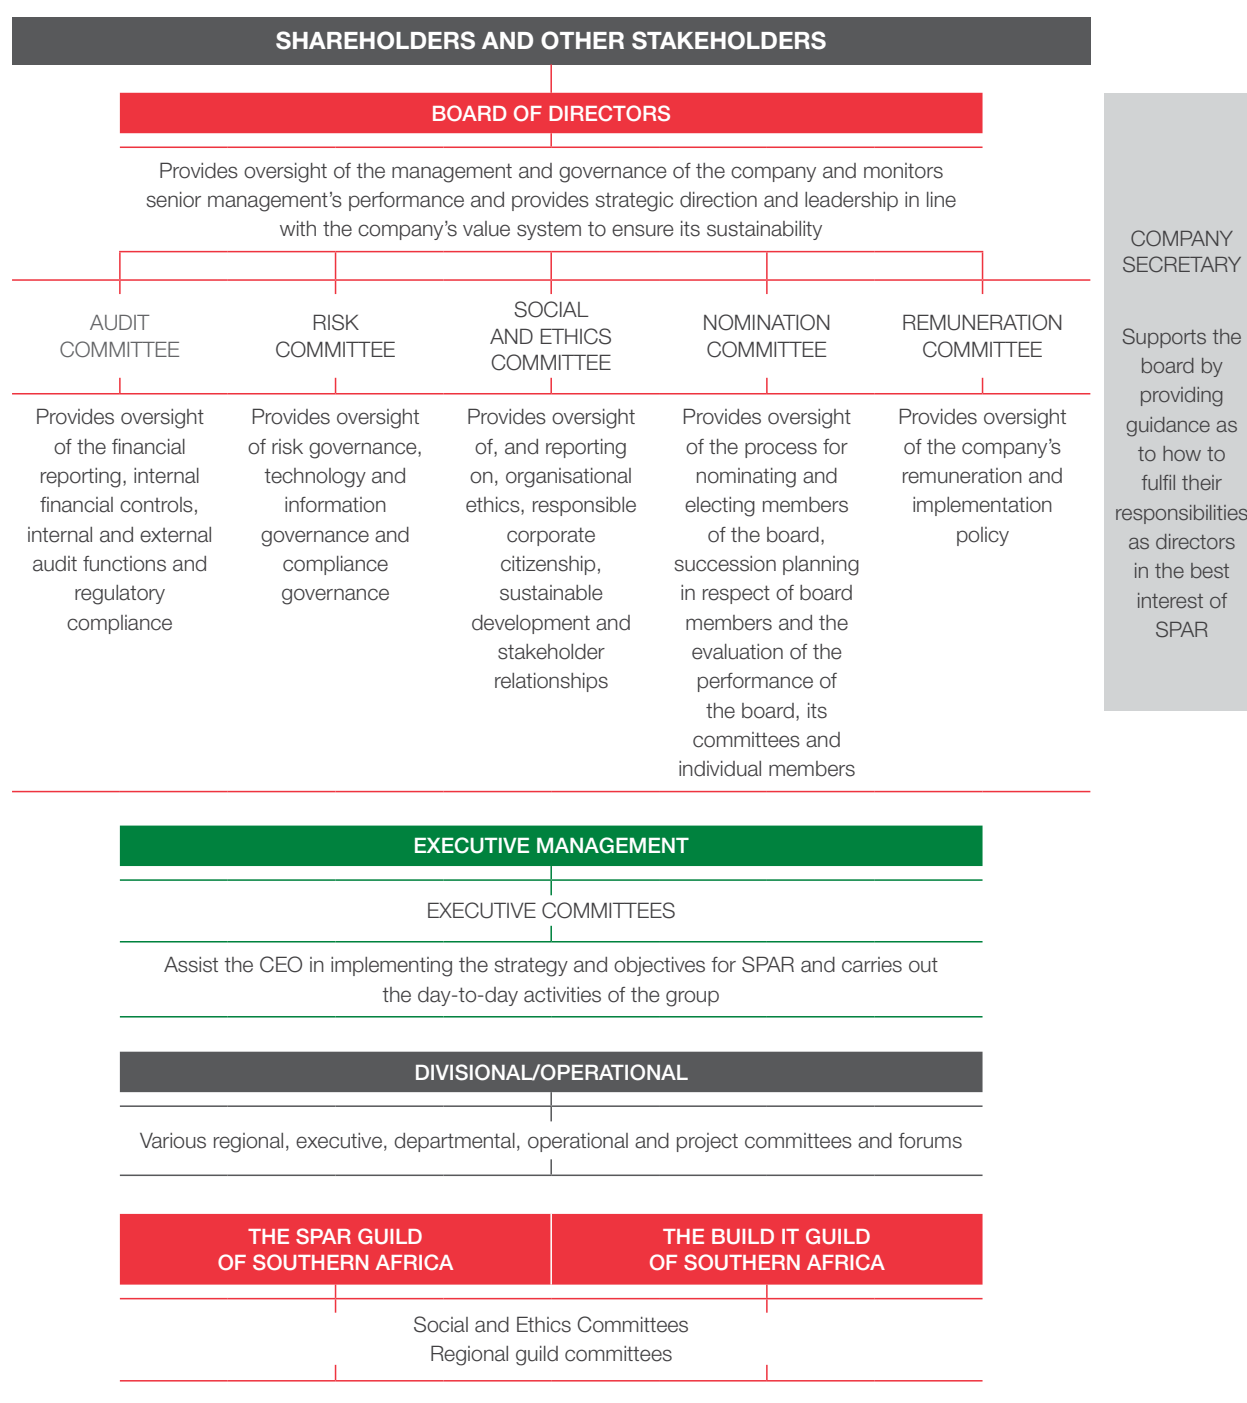 SHAREHOLDERS AND OTHER STAKEHOLDERS
BOARD OF DIRECTORS
Provides oversight of the management and governance of the company and monitors
senior management's performance and provides strategic direction and leadership in line
with the company's value system to ensure its sustainability
AUDIT
COMMITTEE
Provides oversight
of the financial
reporting, internal
financial controls,
internal and external
audit functions and
regulatory
compliance
RISK
COMMITTEE
Provides oversight
of risk governance,
technology and
information
governance and
compliance
governance
SOCIAL
AND ETHICS
COMMITTEE
Provides oversight
of, and reporting
on, organisational
ethics, responsible
corporate
citizenship,
sustainable
development and
stakeholder
relationships
NOMINATION
COMMITTEE
Provides oversight
of the process for
nominating and
electing members
of the board,
succession planning
in respect of board
members and the
evaluation of the
performance of
the board, its
committees and
individual members
REMUNERATION
COMMITTEE
Provides oversight
of the company's
remuneration and
implementation
policy
COMPANY
SECRETARY
Supports the
board by
providing
guidance as
to how to
fulfil their
responsibilities
as directors
in the best
interest of
SPAR
EXECUTIVE MANAGEMENT
EXECUTIVE COMMITTEES
Assist the CEO in implementing the strategy and objectives for SPAR and carries out
the day-to-day activities of the group
DIVISIONAL/OPERATIONAL
Various regional, executive, departmental, operational and project committees and forums
THE SPAR GUILD
OF SOUTHERN AFRICA
THE BUILD IT GUILD
OF SOUTHERN AFRICA
Social and Ethics Committees
Regional guild committees